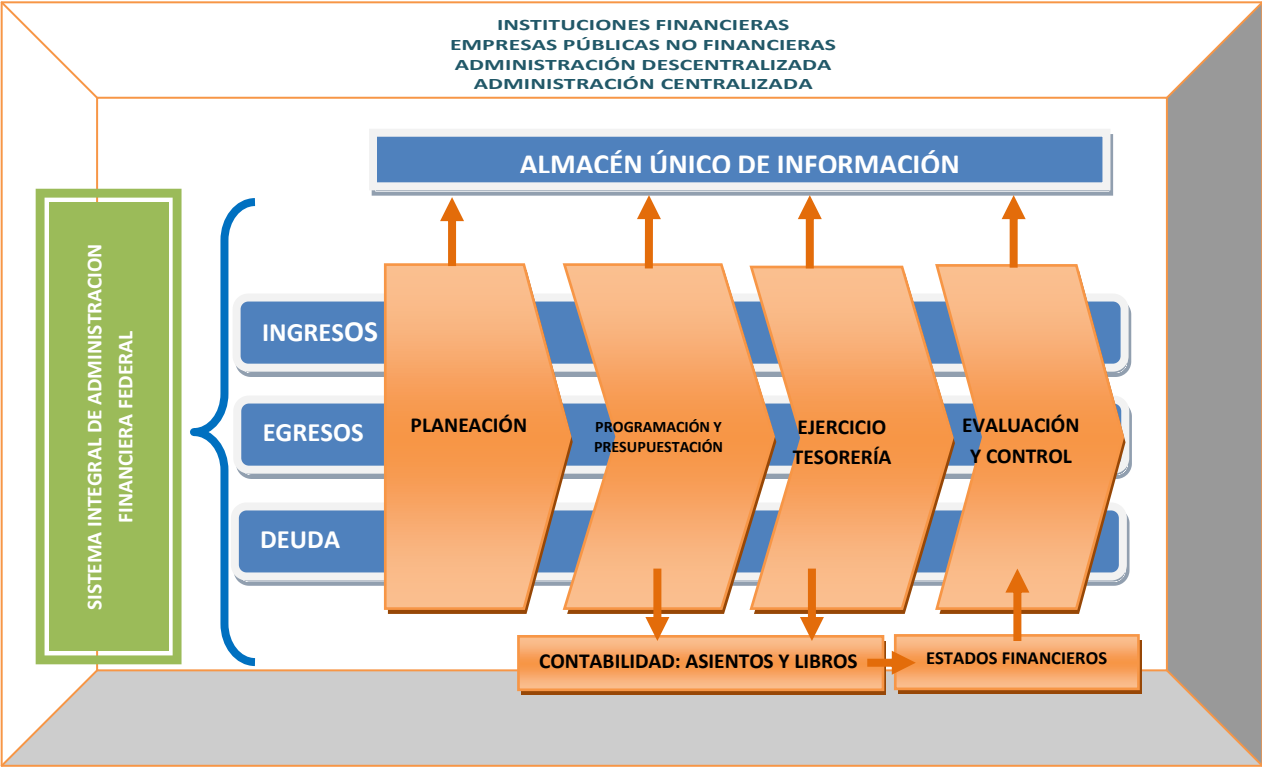 INSTITUCIONES FINANCIERAS
EMPRESAS PÚBLICAS NO FINANCIERAS
ADMINISTRACIÓN DESCENTRALIZADA
ADMINISTRACIÓN CENTRALIZADA
ALMACÉN ÚNICO DE INFORMACIÓN
SISTEMA INTEGRAL DE ADMINISTRACION
FINANCIERA FEDERAL
INGRESOS
EGRESOS
DEUDA
PLANEACIÓN
PROGRAMACIÓN Y
PRESUPUESTACIÓN
EJERCICIO
TESORERÍA
EVALUACIÓN
Y CONTROL
CONTABILIDAD: ASIENTOS Y LIBROS
ESTADOS FINANCIEROS